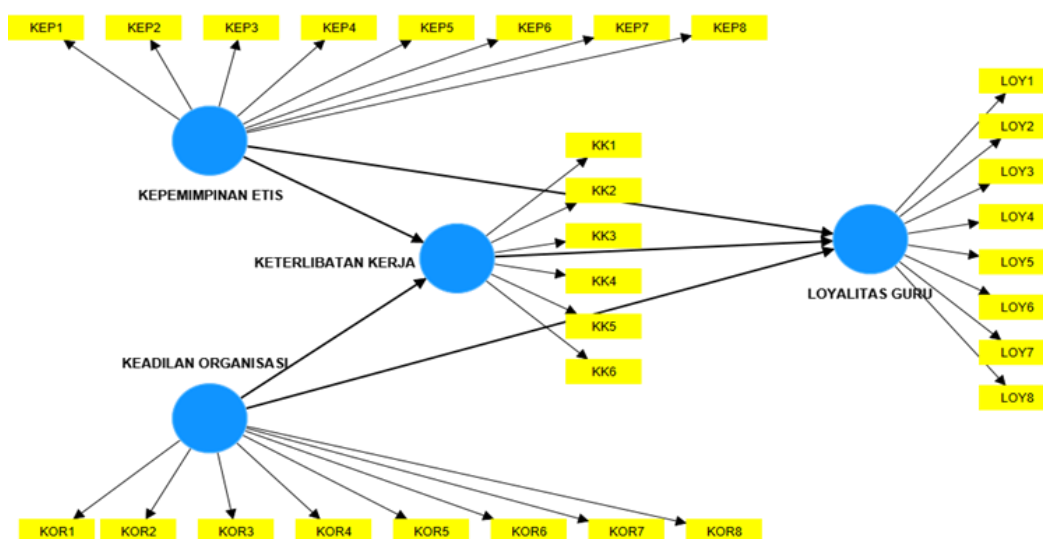 KEP1 KEP2 KEP3 KEP4 KEP5 KEP6 KEP7 KEP8
KEPEMIMPINAN ETIS
KK1
KK2
KK3
KK4
KK5
KK6
KETERLIBATAN KERJA
LOY1
LOY2
LOY3
LOY4
LOY5
LOY6
LOY7
LOY8
LOYALITAS GURU
KEADILAN ORGANISASI
KOR1 KOR2 KOR3 KOR4 KOR5 KOR6 KOR7 KOR8